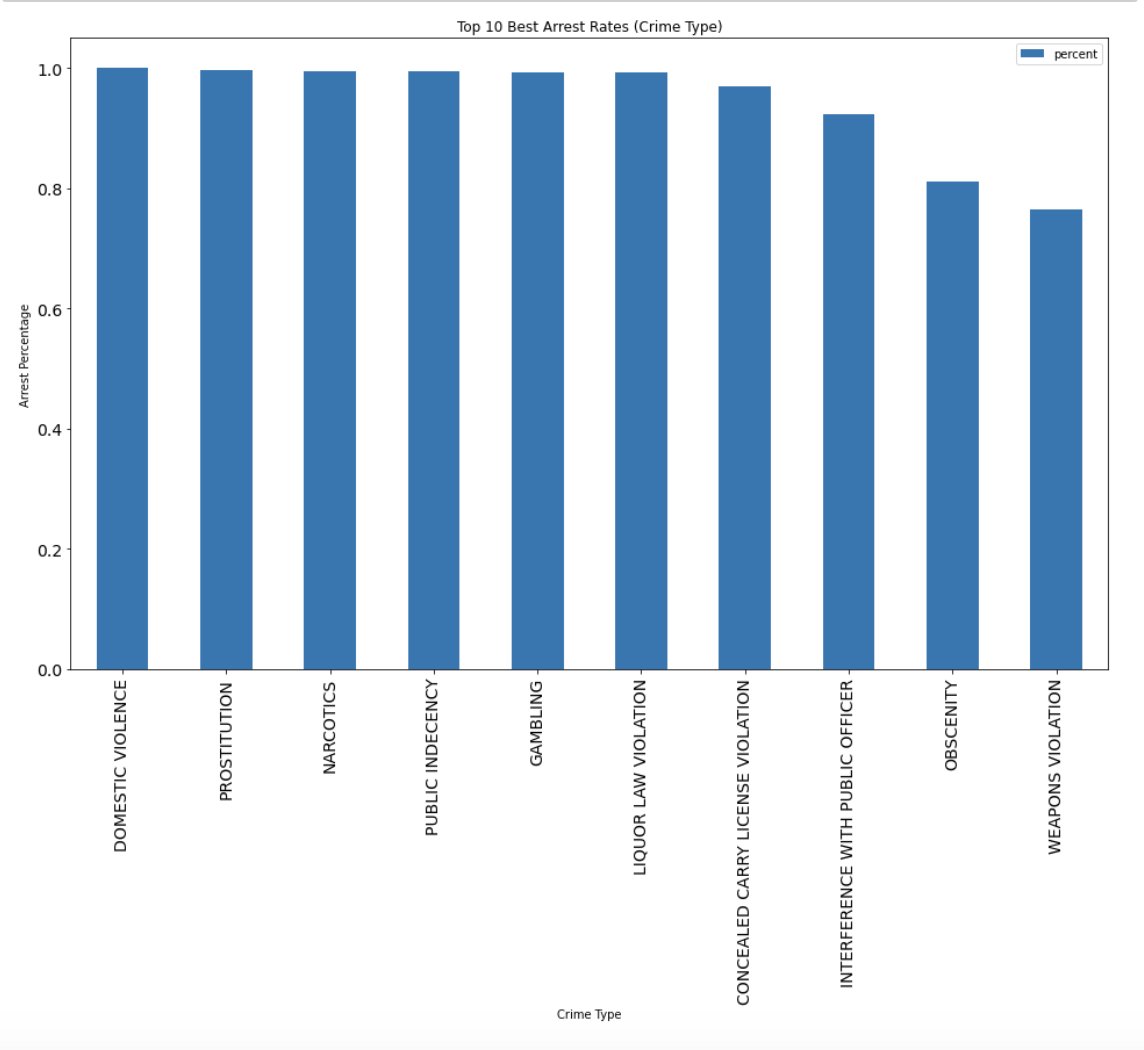 Top 10 Best Arrest Rates (Crime Type)
percent
Arrest Percentage
1.0
0.8
0.6
0.4
0.2
0.0
DOMESTIC VIOLENCE
PROSTITUTION
NARCOTICS
PUBLIC INDECENCY
GAMBLING
LIQUOR LAW VIOLATION
CONCEALED CARRY LICENSE VIOLATION
INTERFERENCE WITH PUBLIC OFFICER
OBSCENITY
WEAPONS VIOLATION
Crime Type